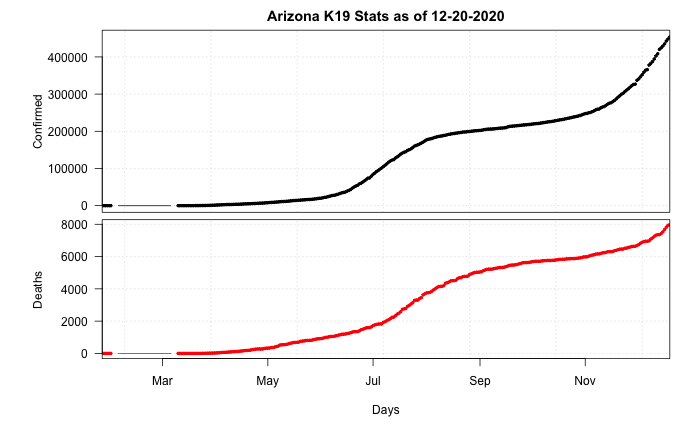 Arizona K19 Stats as of 12-20-2020
Confirmed
400000
300000
200000
100000
0
Deaths
8000
6000
4000
2000
0
Mar May Jul Sep Nov
Days